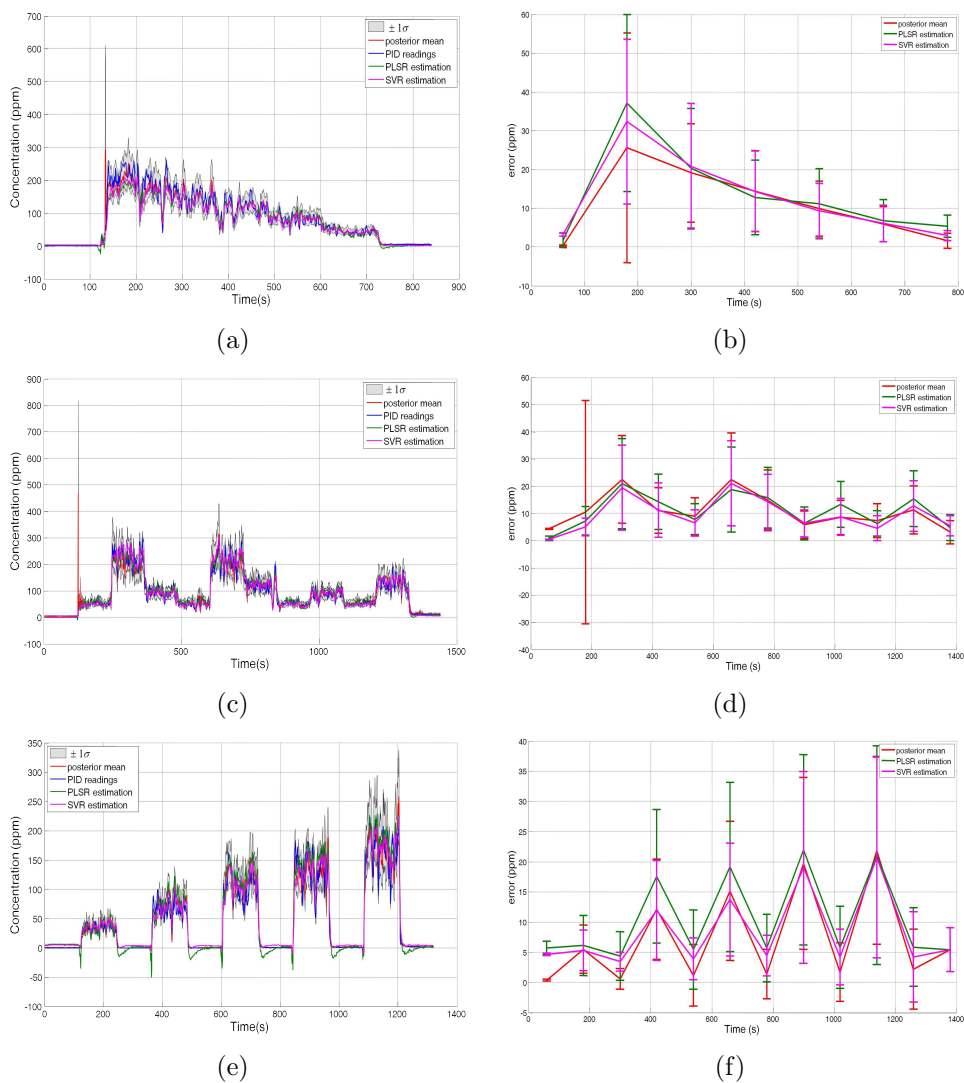 700
600
500
400
300
200
100
0
-100
Concentration (ppm)
± 1σ
posterior mean
PID readings
PLSR estimation
SVR estimation
0 100 200 300 400 500 600 700 800 900
Time(s)
(a)
60
50
40
30
20
10
0
-10
error (ppm)
posterior mean
PLSR estimation
SVR estimation
0 100 200 300 400 500 600 700 800
Time (s)
(b)
900
800
700
600
500
400
300
200
100
0
-100
Concentration (ppm)
± 1σ
posterior mean
PID readings
PLSR estimation
SVR estimation
0 500 1000 1500
Time(s)
(c)
60
50
40
30
20
10
0
-10
-20
-30
-40
error (ppm)
posterior mean
PLSR estimation
SVR estimation
0 200 400 600 800 1000 1200 1400
Time (s)
(d)
350
300
250
200
150
100
50
0
-50
-100
Concentration (ppm)
± 1σ
posterior mean
PID readings
PLSR estimation
SVR estimation
0 200 400 600 800 1000 1200 1400
Time(s)
(e)
40
35
30
25
20
15
10
5
0
-5
error (ppm)
posterior mean
PLSR estimation
SVR estimation
0 200 400 600 800 1000 1200 1400
Time (s)
(f)